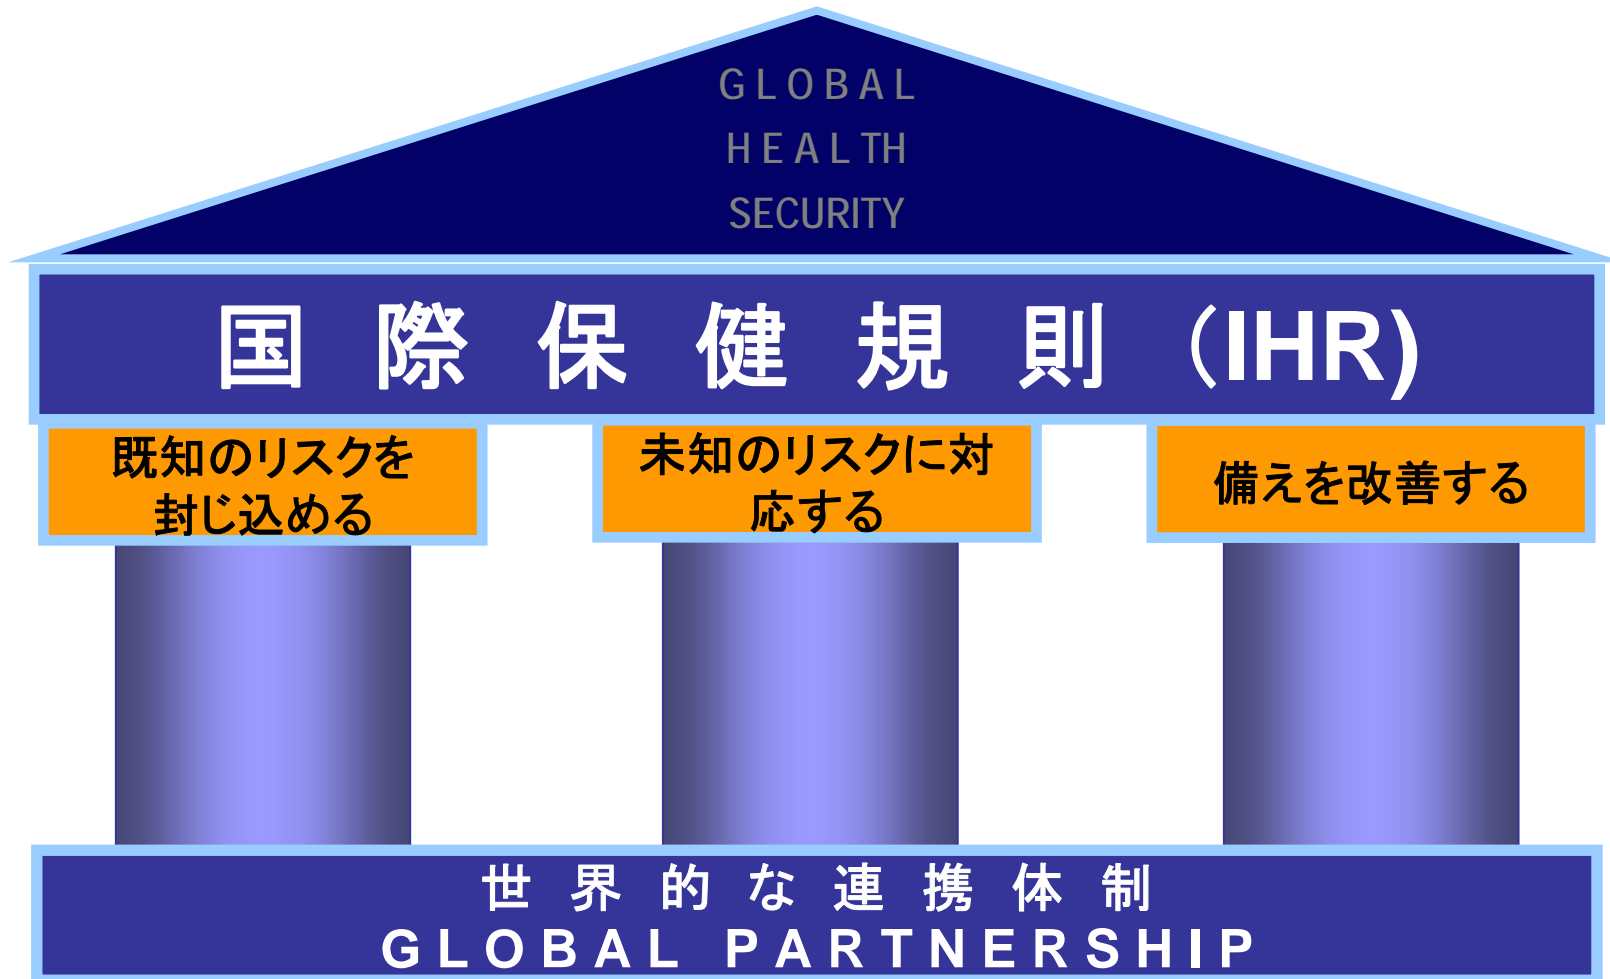 GLOBAL
HEALTH
SECURITY
国際保健規則（IHR)
既知のリスクを
封じ込める
未知のリスクに対
応する
備えを改善する
世界的な連携体制
GLOBAL PARTNERSHIP